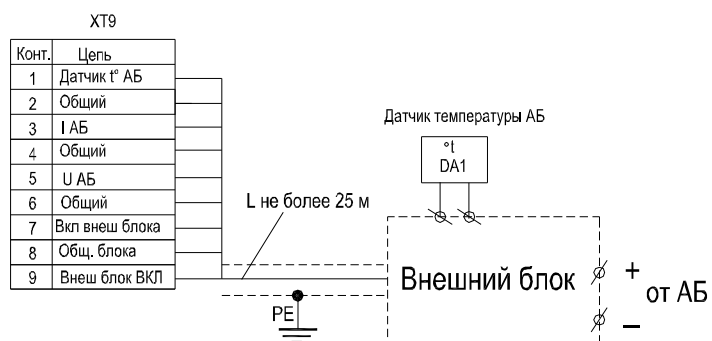 XT9
Конт. Цепь
1 Датчик t° АБ
2 Общий
3 I АБ
4 Общий
5 U АБ
6 Общий
7 Вкл внеш блока
8 Общ. блока
9 Внеш блок ВКЛ
Датчик температуры АБ
°t
DA1
L не более 25 м
Внешний блок
+
от АБ
–
PE